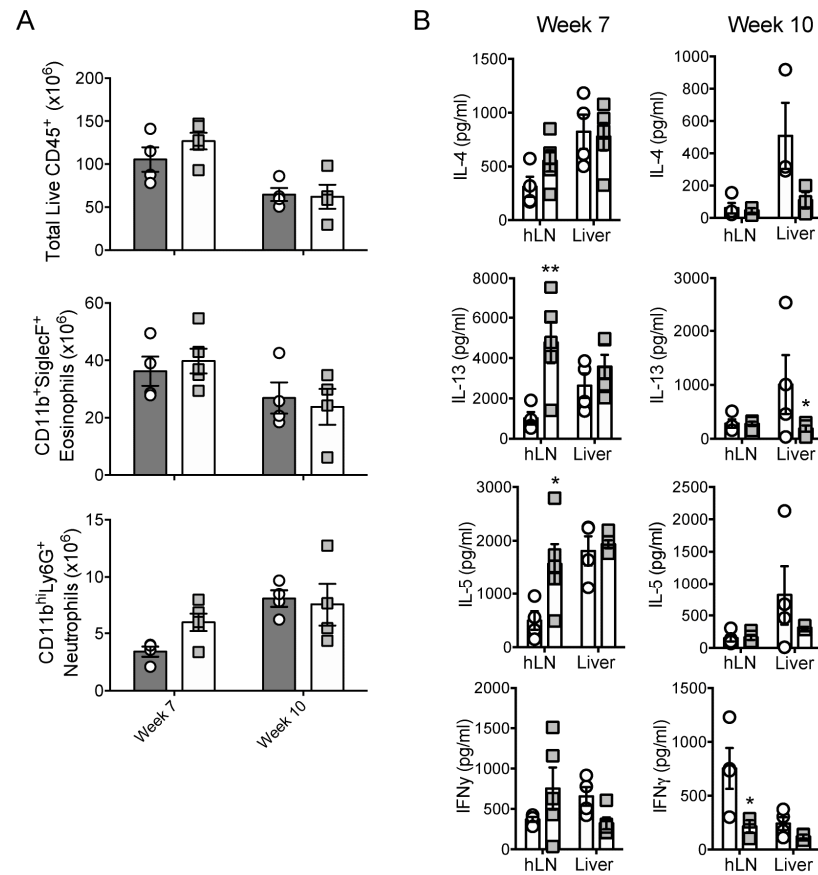 A
Total Live CD45⁺ (x10⁶)
200
150
100
50
0
CD11b⁺SiglecF⁺
Eosinophils (x10⁶)
60
40
20
0
CD11bʰⁱLy6G⁺
Neutrophils (x10⁶)
15
10
5
0
Week 7
Week 10
B
Week 7
Week 10
IL-4 (pg/ml)
1500
1000
500
0
hLN
Liver
IL-4 (pg/ml)
1000
800
600
400
200
0
hLN
Liver
IL-13 (pg/ml)
8000
6000
4000
2000
0
**
hLN
Liver
IL-13 (pg/ml)
3000
2000
1000
0
*
hLN
Liver
IL-5 (pg/ml)
3000
2000
1000
0
*
hLN
Liver
IL-5 (pg/ml)
2500
2000
1500
1000
500
0
hLN
Liver
IFNy (pg/ml)
2000
1500
1000
500
0
hLN
Liver
IFNγ (pg/ml)
1500
1000
500
0
*
hLN
Liver